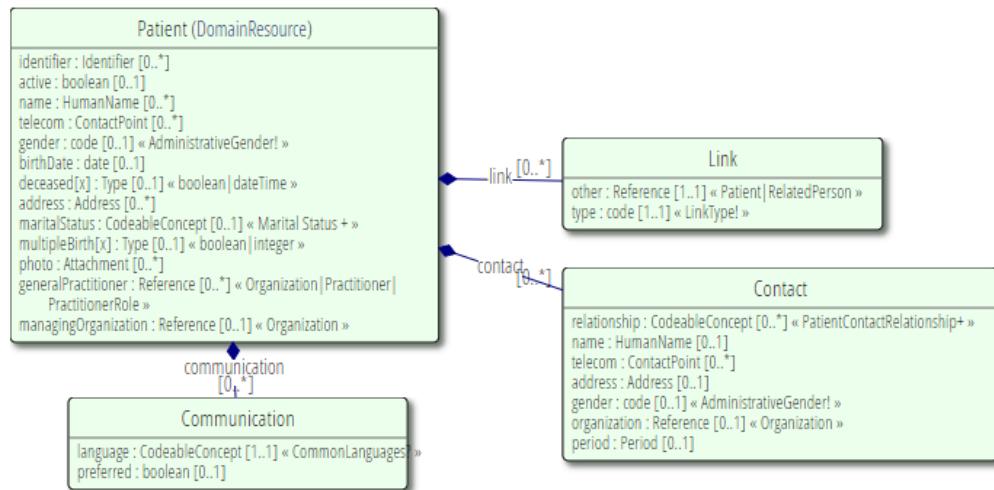 Patient (DomainResource)
identifier : Identifier [0..*]
active : boolean [0..1]
name : HumanName [0..*]
telecom : ContactPoint [0..*]
gender : code [0..1] « AdministrativeGender! »
birthDate : date [0..1]
deceased[x] : Type [0..1] « boolean|dateTime »
address : Address [0..*]
maritalStatus : CodeableConcept [0..1] « Marital Status + »
multipleBirth[x] : Type [0..1] « boolean|integer »
photo : Attachment [0..*]
generalPractitioner : Reference [0..*] « Organization|Practitioner|
PractitionerRole »
managingOrganization : Reference [0..1] « Organization »
link [0..*]
Link
other : Reference [1..1] « Patient|RelatedPerson »
type : code [1..1] « LinkType! »
contact [0..*]
Contact
relationship : CodeableConcept [0..*] « PatientContactRelationship+ »
name : HumanName [0..1]
telecom : ContactPoint [0..*]
address : Address [0..1]
gender : code [0..1] « AdministrativeGender! »
organization : Reference [0..1] « Organization »
period : Period [0..1]
communication
[0..*]
Communication
language : CodeableConcept [1..1] « CommonLanguages? »
preferred : boolean [0..1]